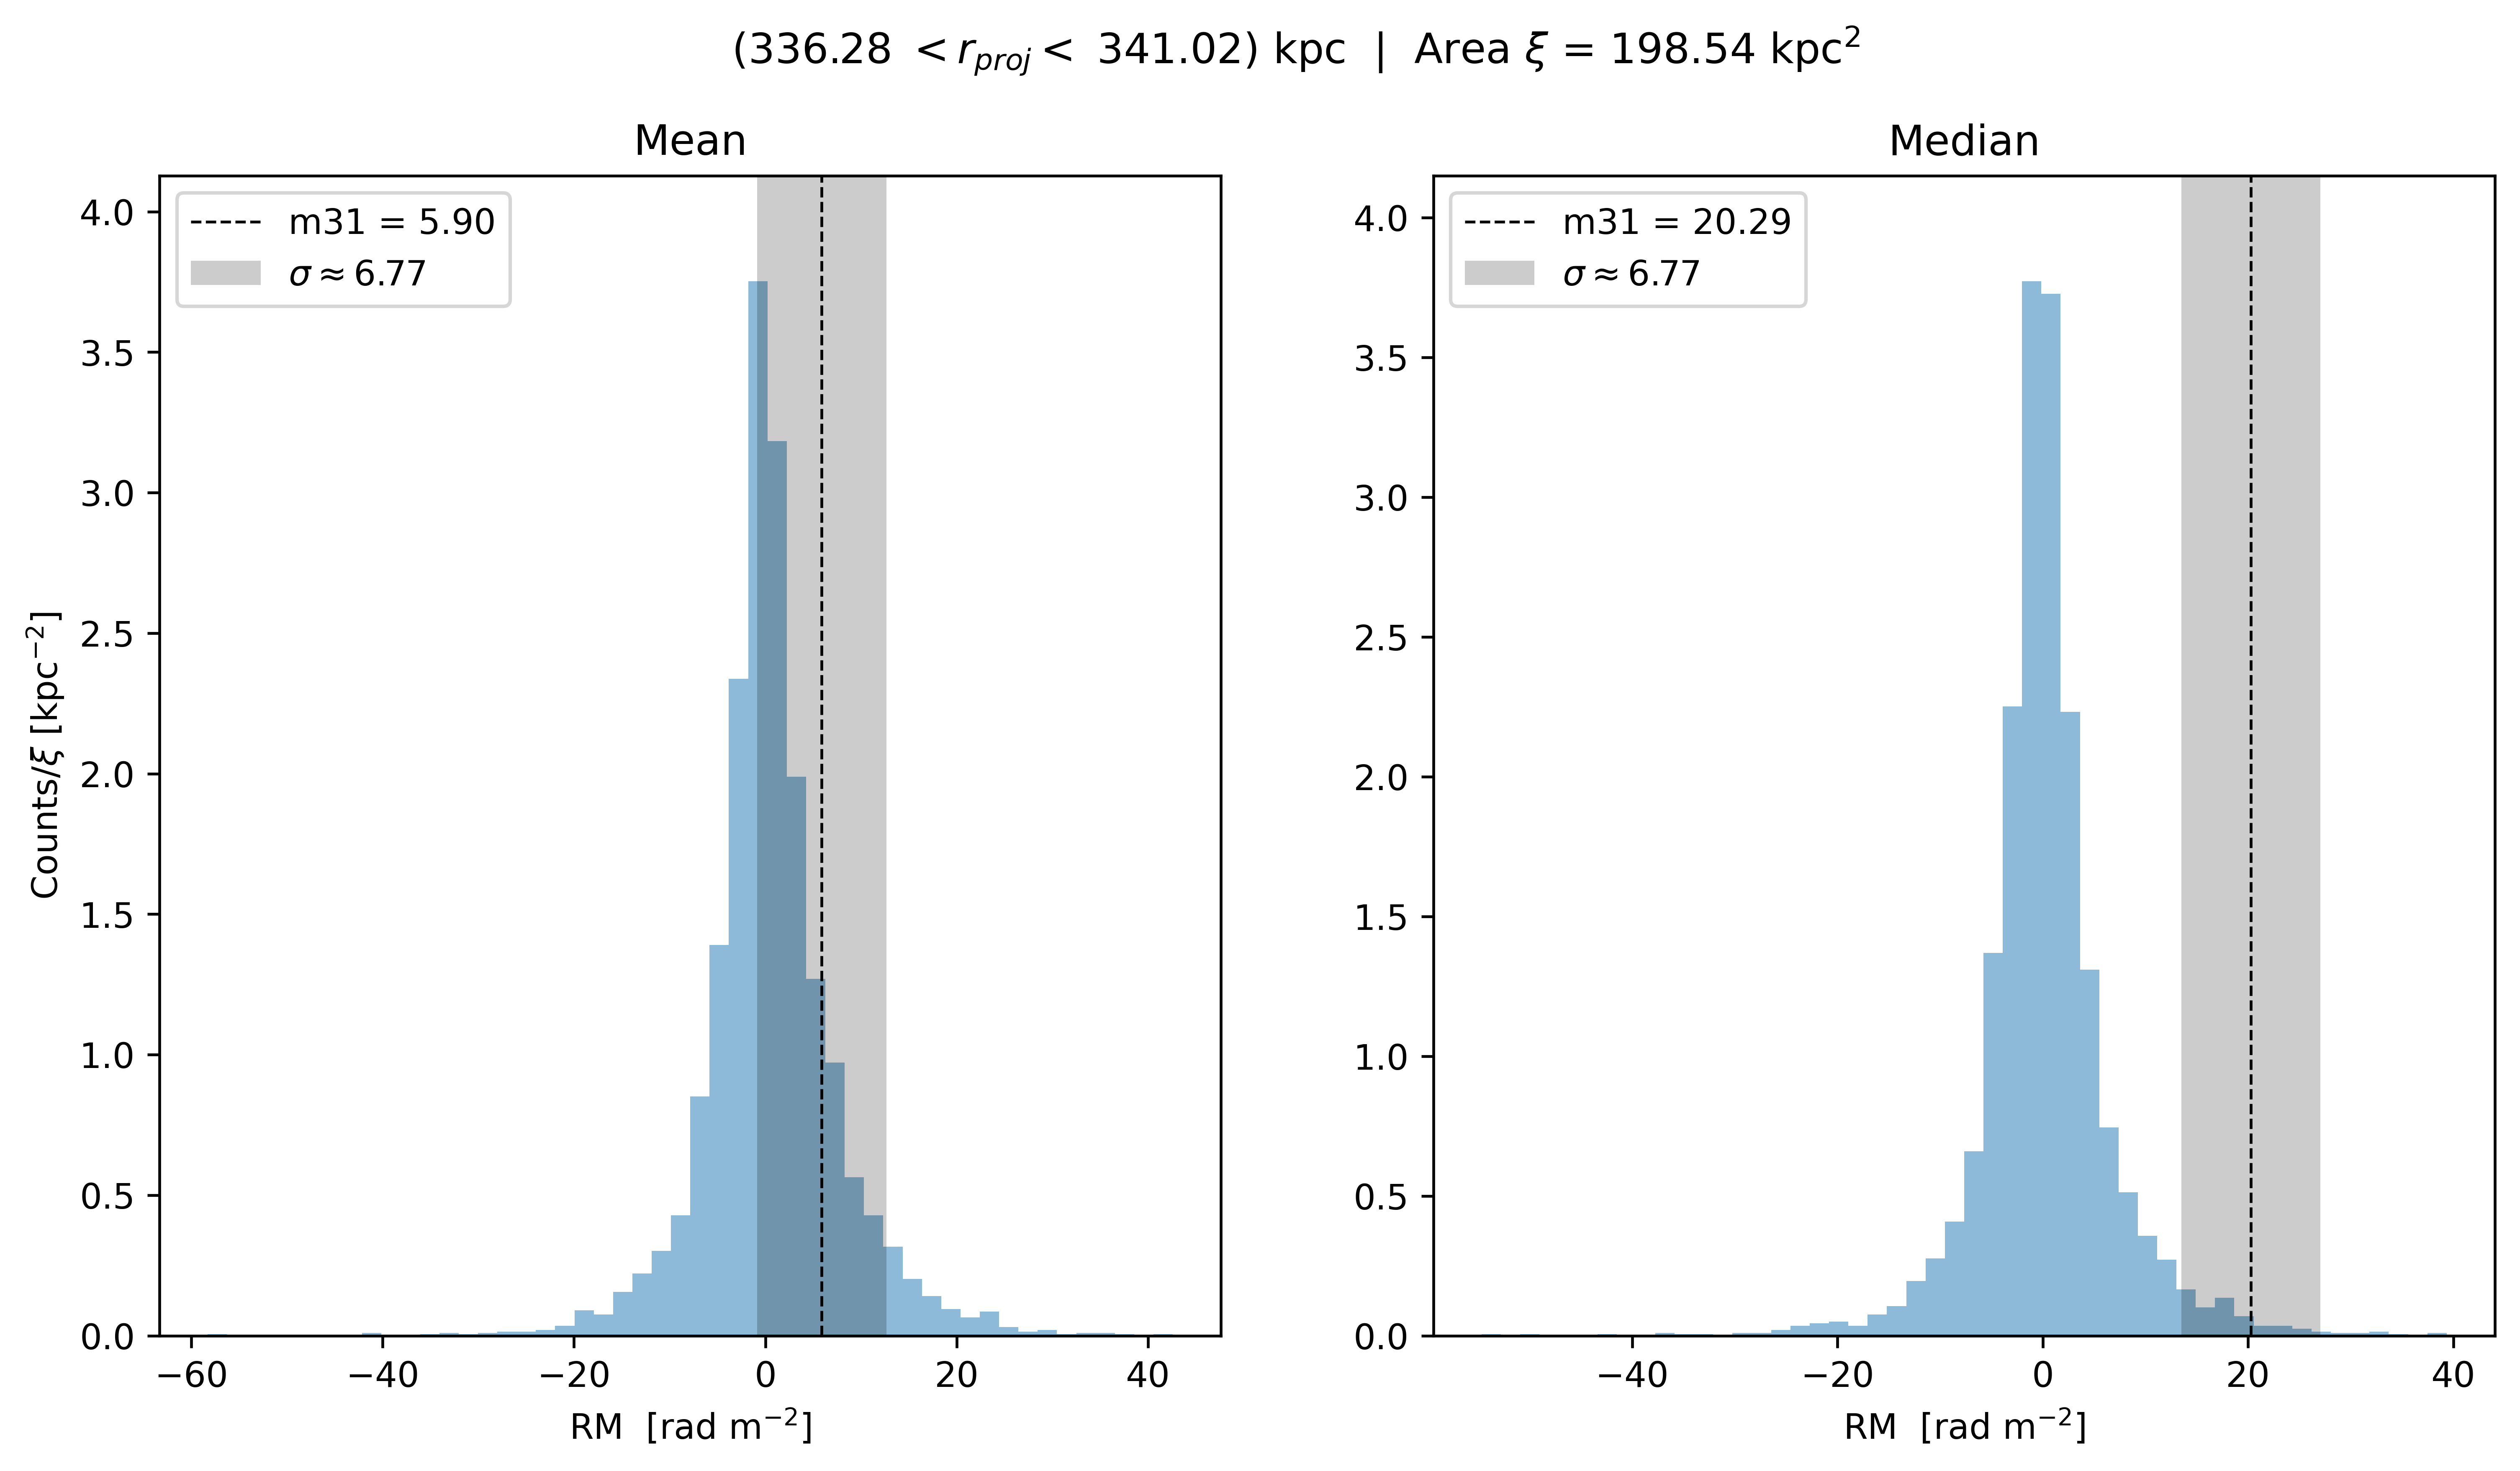 (336.28 < r_proj < 341.02) kpc | Area ξ = 198.54 kpc²
Mean
m31 = 5.90
σ ≈ 6.77
4.0
3.5
3.0
2.5
2.0
1.5
1.0
0.5
0.0
Counts/ξ [kpc⁻²]
−60 −40 −20 0 20 40
RM [rad m⁻²]
Median
m31 = 20.29
σ ≈ 6.77
4.0
3.5
3.0
2.5
2.0
1.5
1.0
0.5
0.0
−40 −20 0 20 40
RM [rad m⁻²]